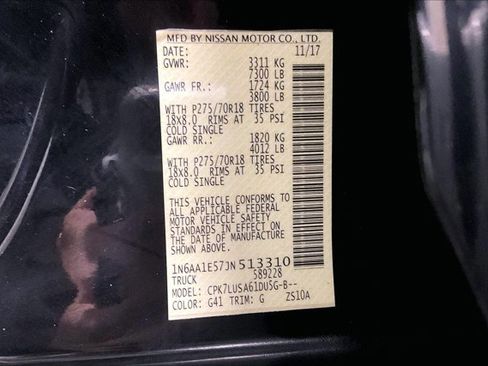 MFD BY NISSAN MOTOR CO., LTD.
DATE: 11/17
GVWR: 3311 KG
7300 LB
GAWR FR.: 1724 KG
3800 LB
WITH P275/70R18 TIRES
18x8.0 RIMS AT 35 PSI
COLD SINGLE
GAWR RR.: 1820 KG
4012 LB
WITH P275/70R18 TIRES
18x8.0 RIMS AT 35 PSI
COLD SINGLE
THIS VEHICLE CONFORMS TO
ALL APPLICABLE FEDERAL
MOTOR VEHICLE SAFETY
STANDARDS IN EFFECT ON
THE DATE OF MANUFACTURE
SHOWN ABOVE.
1N6AA1E57JN513310
TRUCK 589228
MODEL: CPK7LUSA61DU5G-B--
COLOR: G41 TRIM: G ZS10A